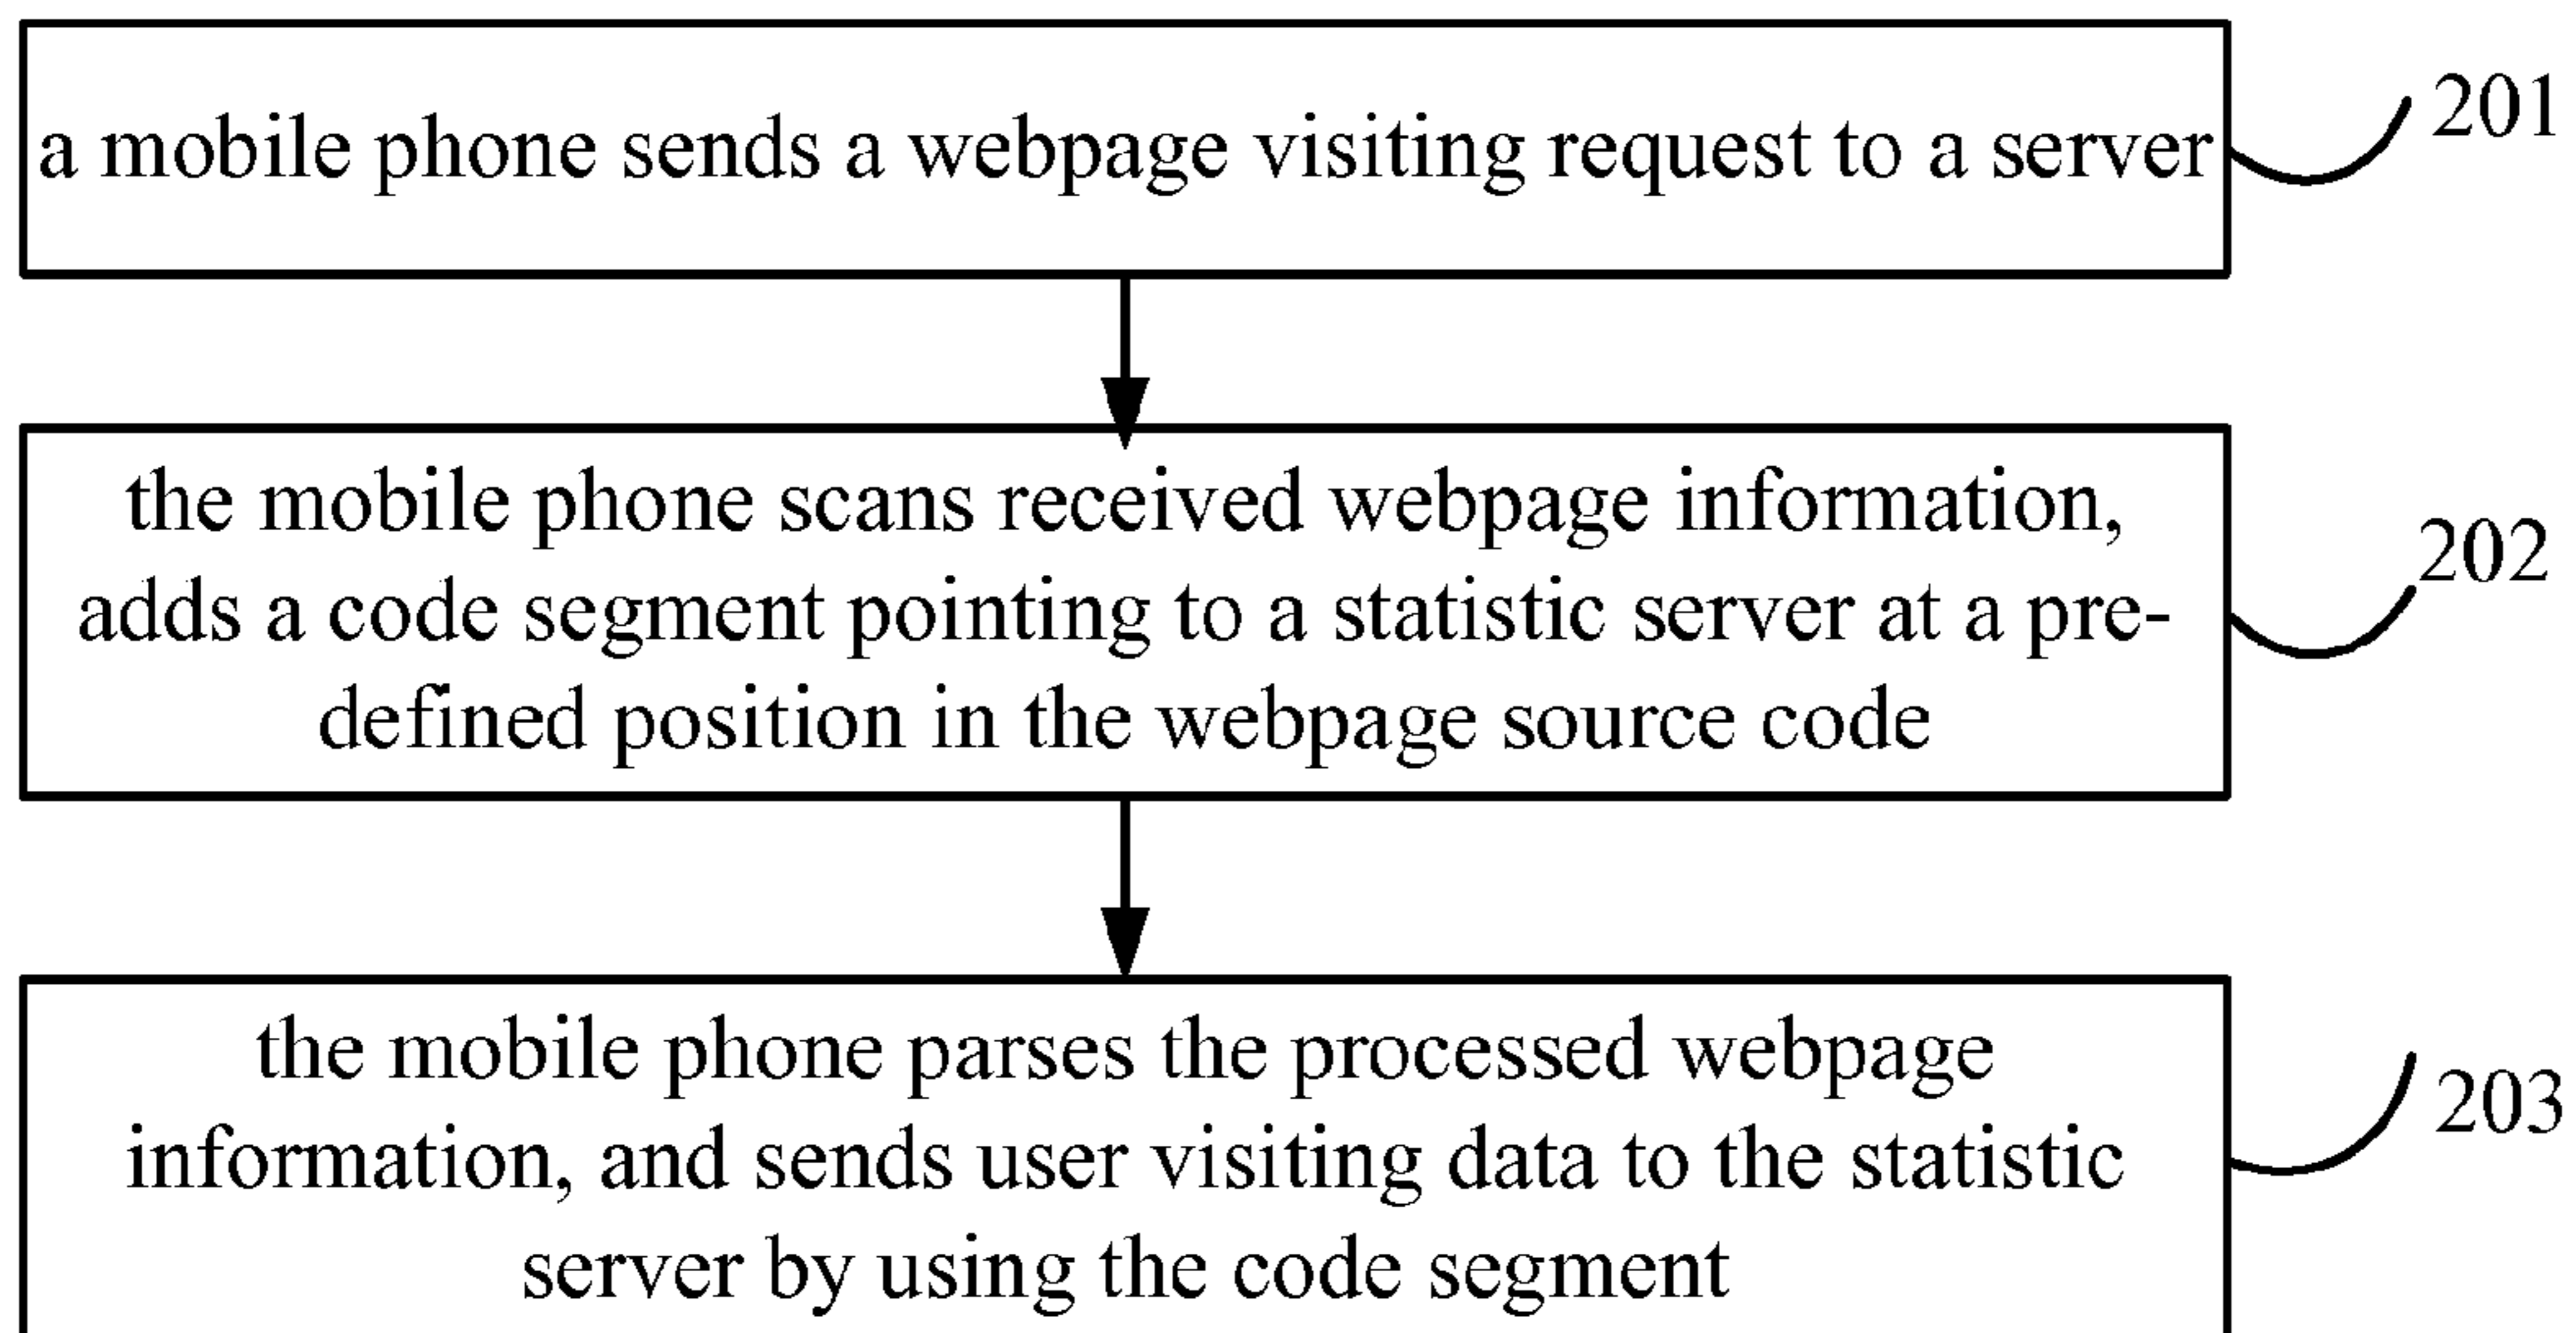 a mobile phone sends a webpage visiting request to a server
201
the mobile phone scans received webpage information,
adds a code segment pointing to a statistic server at a pre-
defined position in the webpage source code
202
the mobile phone parses the processed webpage
information, and sends user visiting data to the statistic
server by using the code segment
203